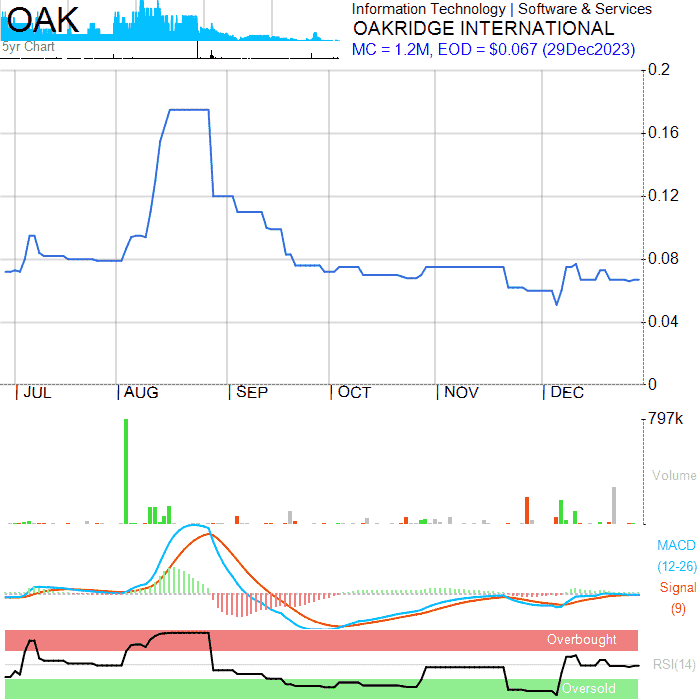 OAK
5yr Chart
Information Technology | Software & Services
OAKRIDGE INTERNATIONAL
MC = 1.2M, EOD = $0.067 (29Dec2023)
0.2
0.16
0.12
0.08
0.04
0
JUL AUG SEP OCT NOV DEC
797k
Volume
MACD
(12-26)
Signal
(9)
Overbought
RSI(14)
Oversold